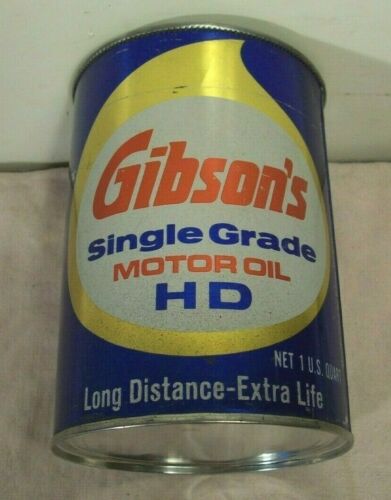 Gibson's
Single Grade
MOTOR OIL
HD
NET 1 U.S. QUART
Long Distance-Extra Life